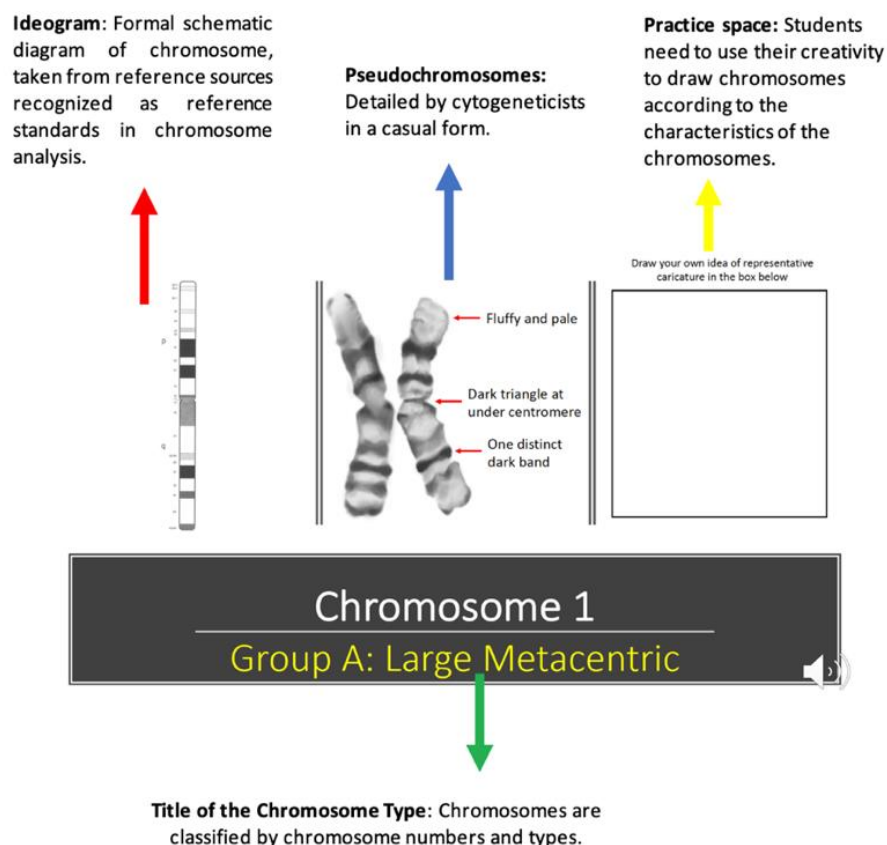 Ideogram: Formal schematic
diagram of chromosome,
taken from reference sources
recognized as reference
standards in chromosome
analysis.
Pseudochromosomes:
Detailed by cytogeneticists
in a casual form.
Practice space: Students
need to use their creativity
to draw chromosomes
according to the
characteristics of the
chromosomes.
Draw your own idea of representative
caricature in the box below
Fluffy and pale
Dark triangle at
under centromere
One distinct
dark band
Chromosome 1
Group A: Large Metacentric
Title of the Chromosome Type: Chromosomes are
classified by chromosome numbers and types.